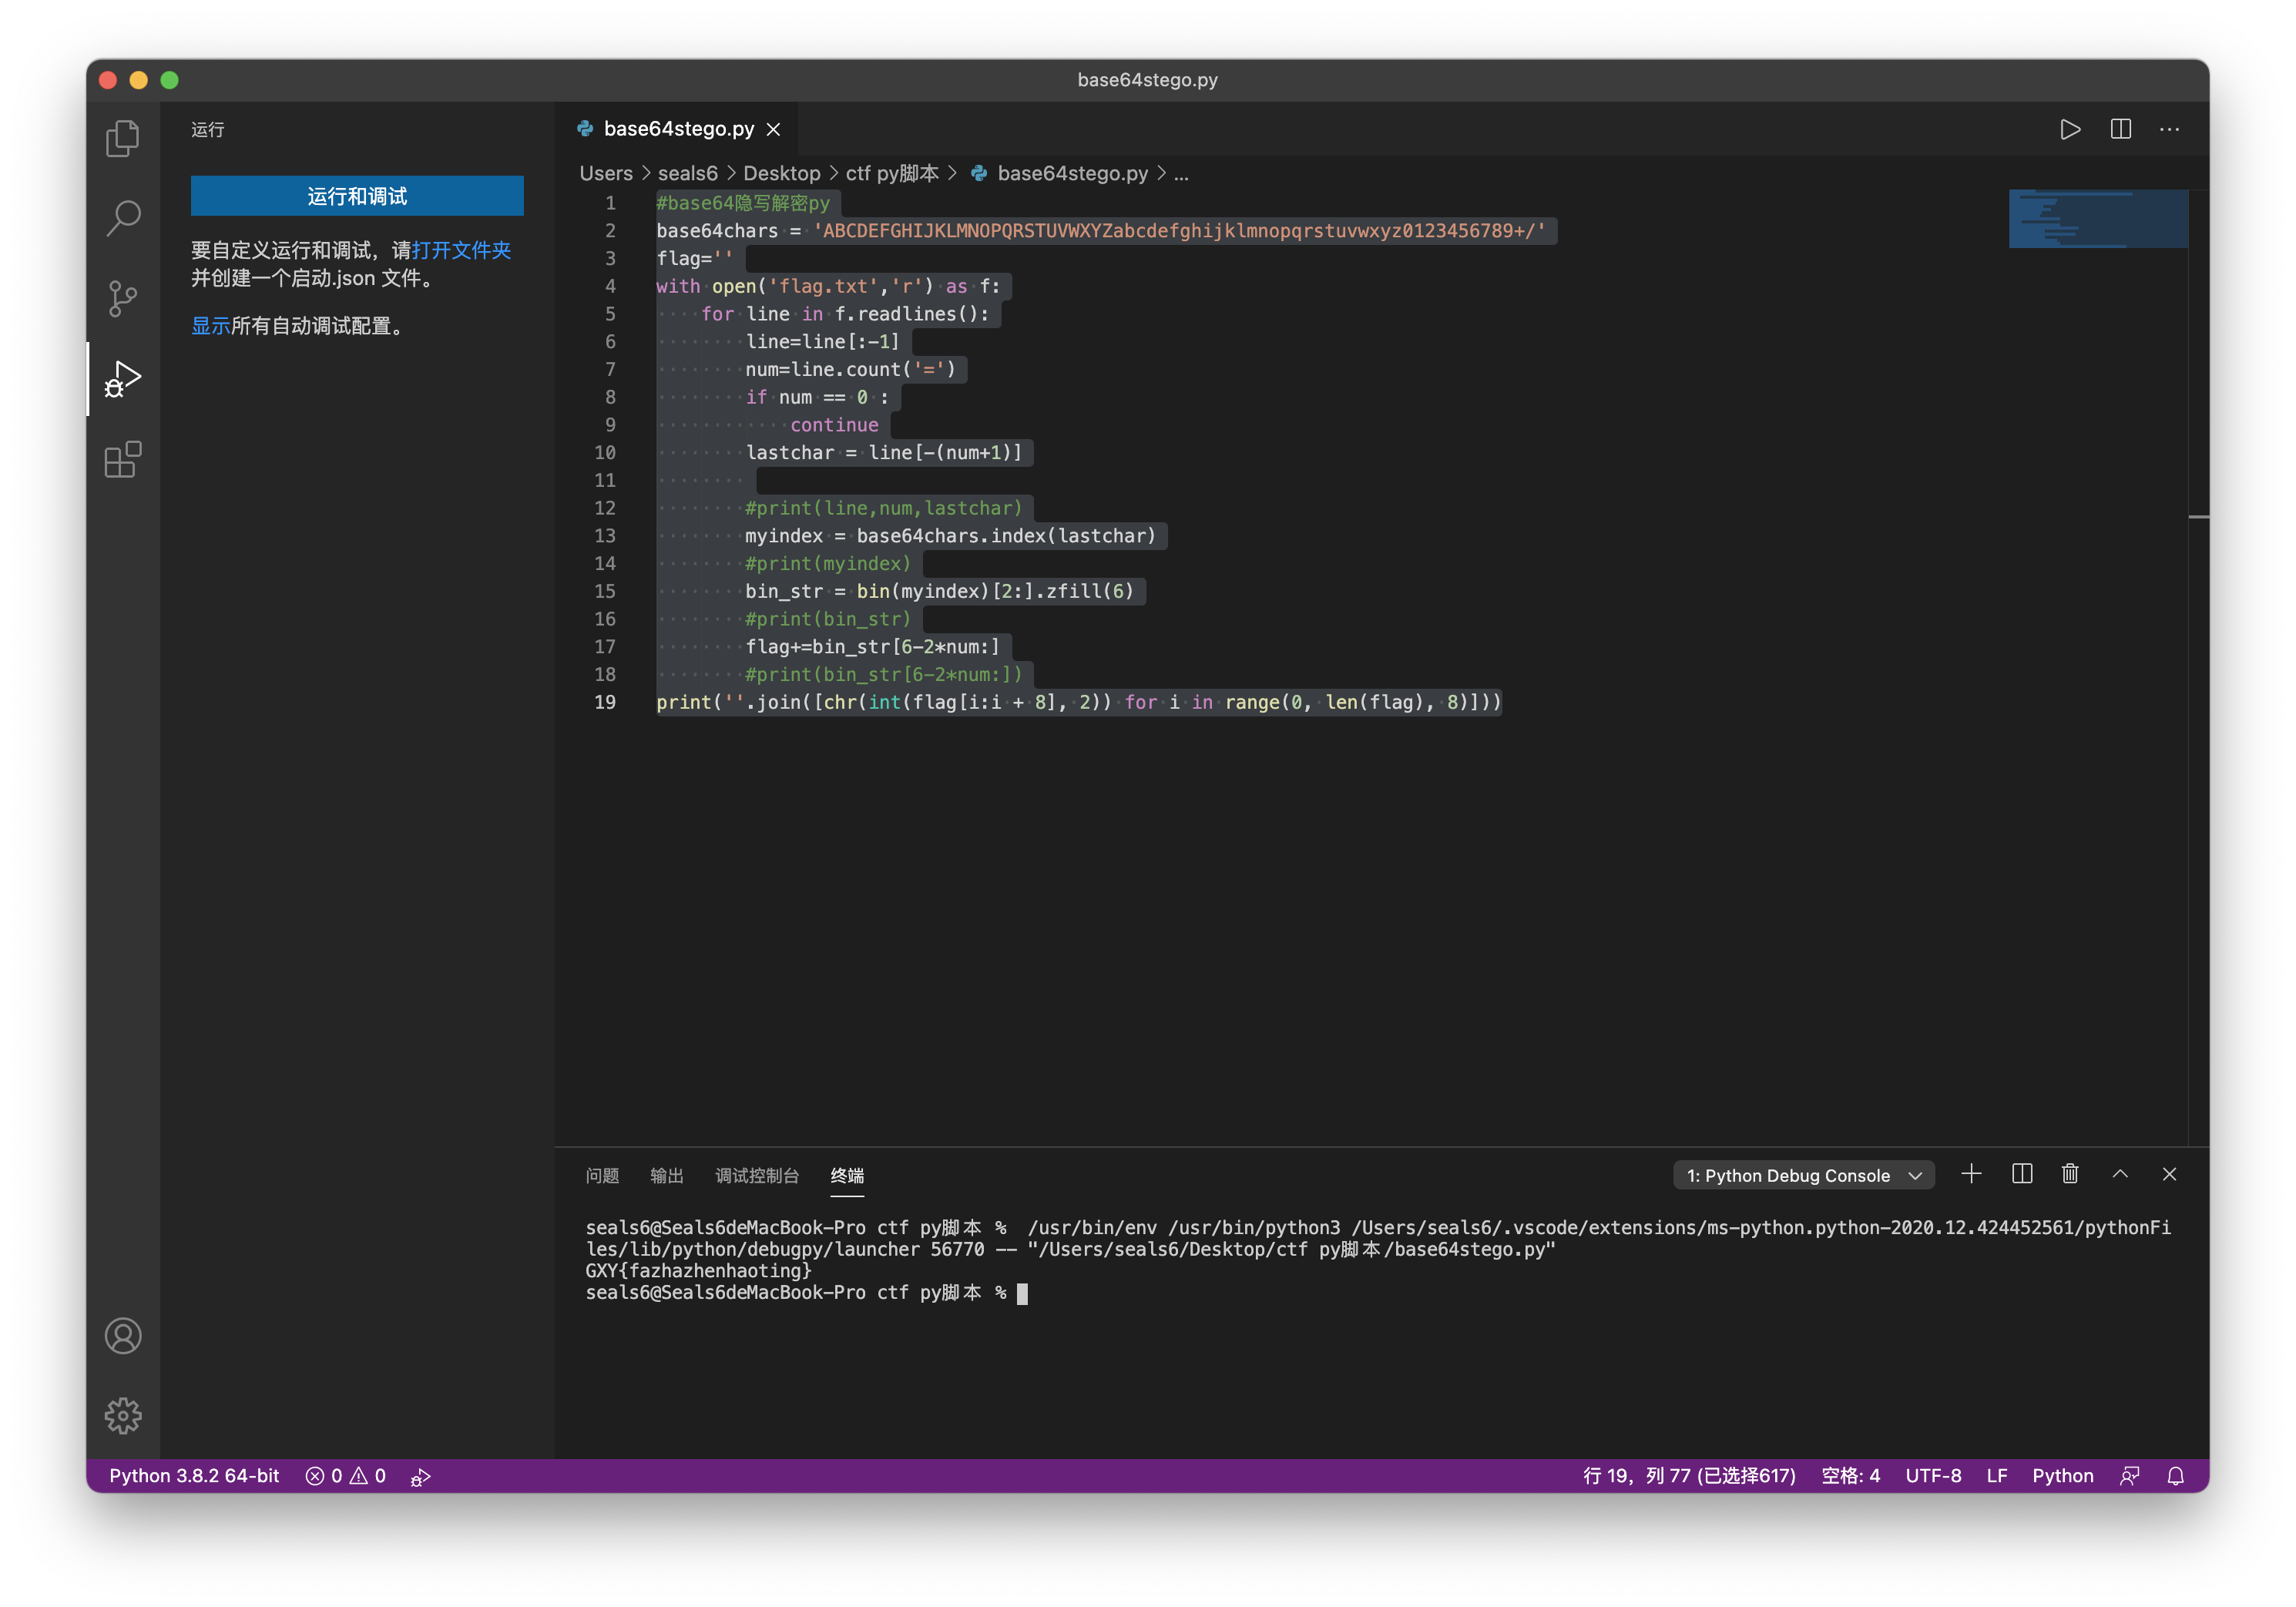 base64stego.py
运行
运行和调试
要自定义运行和调试，请打开文件夹
并创建一个启动.json 文件。
显示所有自动调试配置。
base64stego.py
Users > seals6 > Desktop > ctf py脚本 > base64stego.py > ...
1 #base64隐写解密py
2 base64chars = 'ABCDEFGHIJKLMNOPQRSTUVWXYZabcdefghijklmnopqrstuvwxyz0123456789+/'
3 flag=''
4 with open('flag.txt','r') as f:
5     for line in f.readlines():
6         line=line[:-1]
7         num=line.count('=')
8         if num == 0 :
9             continue
10         lastchar = line[-(num+1)]
11
12         #print(line,num,lastchar)
13         myindex = base64chars.index(lastchar)
14         #print(myindex)
15         bin_str = bin(myindex)[2:].zfill(6)
16         #print(bin_str)
17         flag+=bin_str[6-2*num:]
18         #print(bin_str[6-2*num:])
19 print(''.join([chr(int(flag[i:i + 8], 2)) for i in range(0, len(flag), 8)]))
问题 输出 调试控制台 终端 1: Python Debug Console
seals6@Seals6deMacBook-Pro ctf py脚本 %  /usr/bin/env /usr/bin/python3 /Users/seals6/.vscode/extensions/ms-python.python-2020.12.424452561/pythonFi
les/lib/python/debugpy/launcher 56770 -- "/Users/seals6/Desktop/ctf py脚本/base64stego.py"
GXY{fazhazhenhaoting}
seals6@Seals6deMacBook-Pro ctf py脚本 %
Python 3.8.2 64-bit 0 0 行 19，列 77 (已选择617) 空格: 4 UTF-8 LF Python